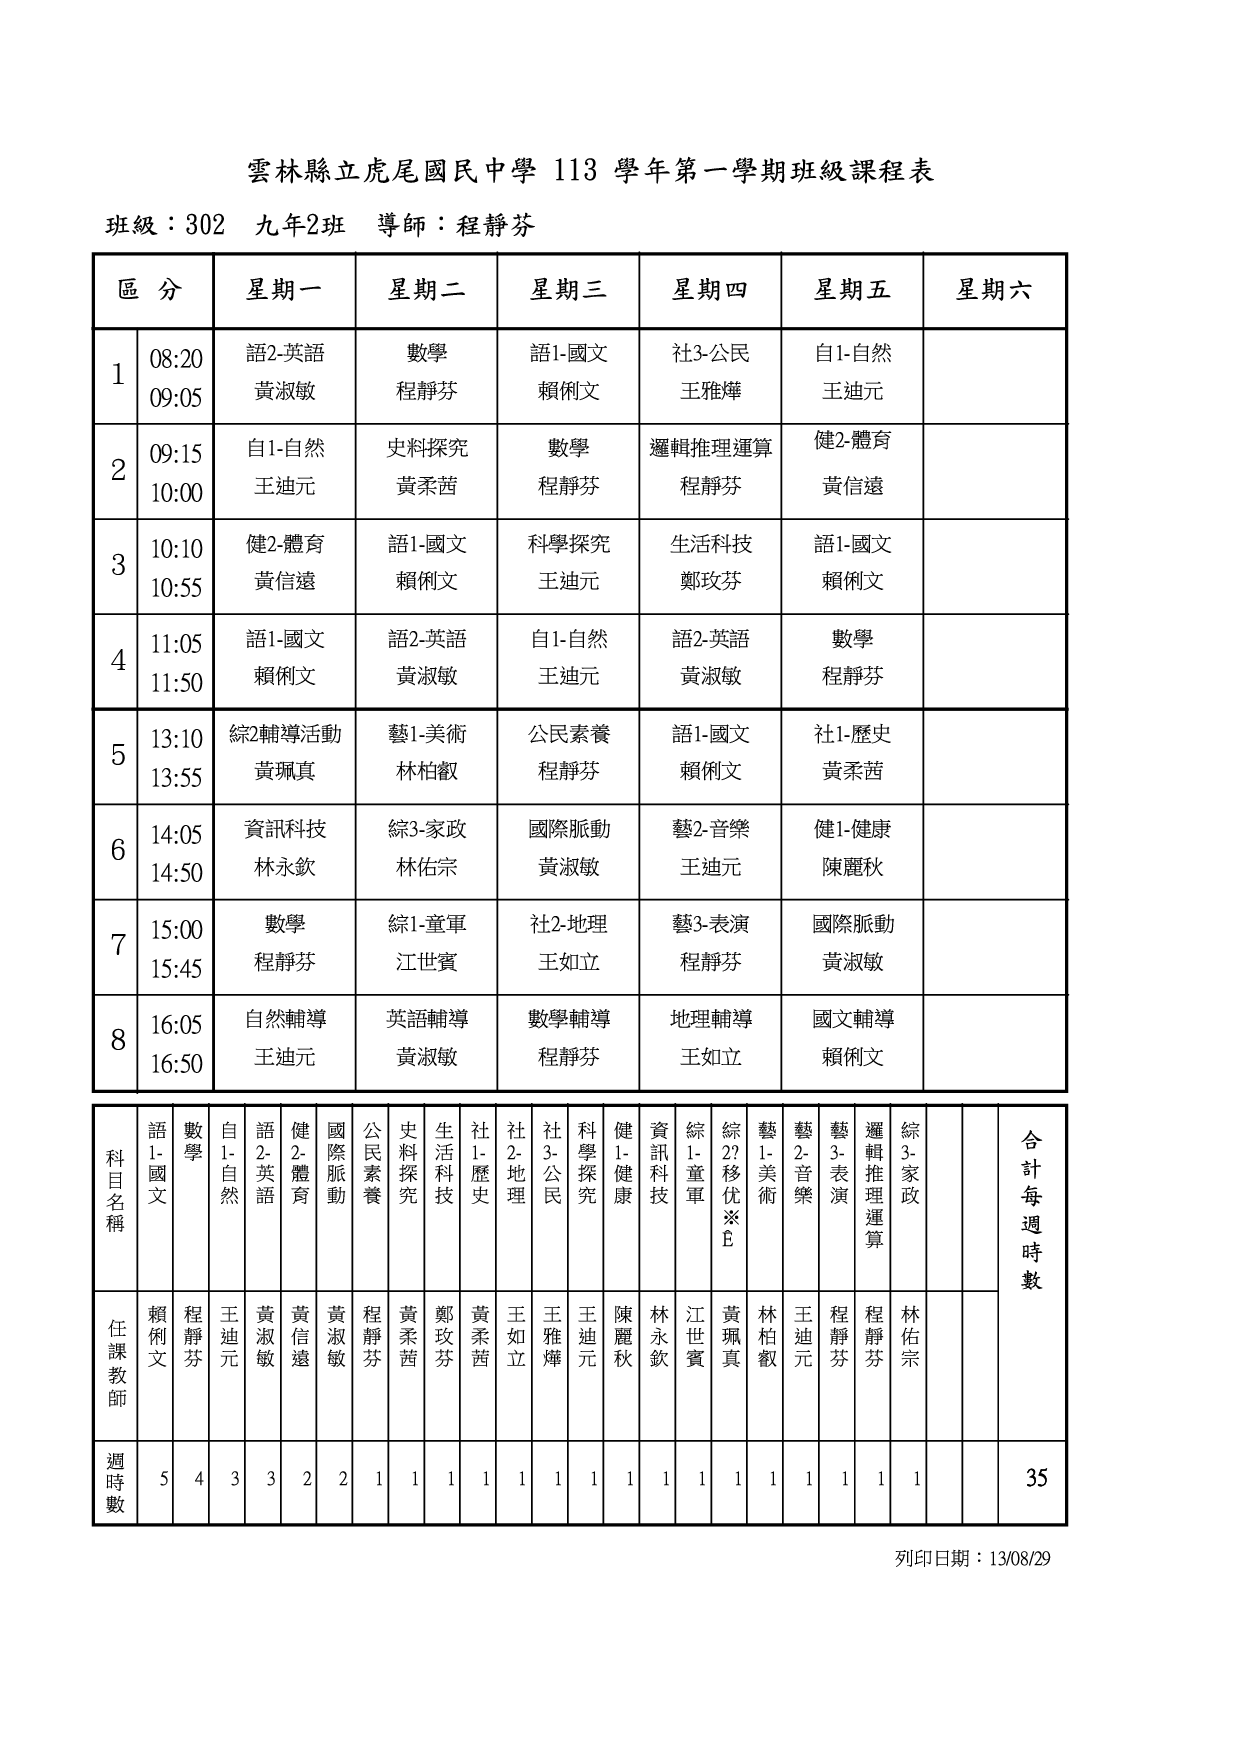 雲林縣立虎尾國民中學 113 學年第一學期班級課程表
班級：302 九年2班 導師：程靜芬
區 分 星期一 星期二 星期三 星期四 星期五 星期六
1 08:20 09:05 語2-英語 數學 語1-國文 社3-公民 自1-自然
黃淑敏 程靜芬 賴俐文 王雅燁 王迪元
2 09:15 10:00 自1-自然 史料探究 數學 邏輯推理運算 健2-體育
王迪元 黃柔茜 程靜芬 程靜芬 黃信遠
3 10:10 10:55 健2-體育 語1-國文 科學探究 生活科技 語1-國文
黃信遠 賴俐文 王迪元 鄭玫芬 賴俐文
4 11:05 11:50 語1-國文 語2-英語 自1-自然 語2-英語 數學
賴俐文 黃淑敏 王迪元 黃淑敏 程靜芬
5 13:10 13:55 綜2輔導活動 藝1-美術 公民素養 語1-國文 社1-歷史
黃珮真 林柏叡 程靜芬 賴俐文 黃柔茜
6 14:05 14:50 資訊科技 綜3-家政 國際脈動 藝2-音樂 健1-健康
林永欽 林佑宗 黃淑敏 王迪元 陳麗秋
7 15:00 15:45 數學 綜1-童軍 社2-地理 藝3-表演 國際脈動
程靜芬 江世賓 王如立 程靜芬 黃淑敏
8 16:05 16:50 自然輔導 英語輔導 數學輔導 地理輔導 國文輔導
王迪元 黃淑敏 程靜芬 王如立 賴俐文
科目名稱 語1-國文 數學 自1-自然 語2-英語 健2-體育 國際脈動 公民素養 史料探究 生活科技 社1-歷史 社2-地理 社3-公民 科學探究 健1-健康 資訊科技 綜1-童軍 綜2?移优※È 藝1-美術 藝2-音樂 藝3-表演 邏輯推理運算 綜3-家政 合計每週時數
任課教師 賴俐文 程靜芬 王迪元 黃淑敏 黃信遠 黃淑敏 程靜芬 黃柔茜 鄭玫芬 黃柔茜 王如立 王雅燁 王迪元 陳麗秋 林永欽 江世賓 黃珮真 林柏叡 王迪元 程靜芬 程靜芬 林佑宗
週時數 5 4 3 3 2 2 1 1 1 1 1 1 1 1 1 1 1 1 1 1 1 1 35
列印日期：13/08/29